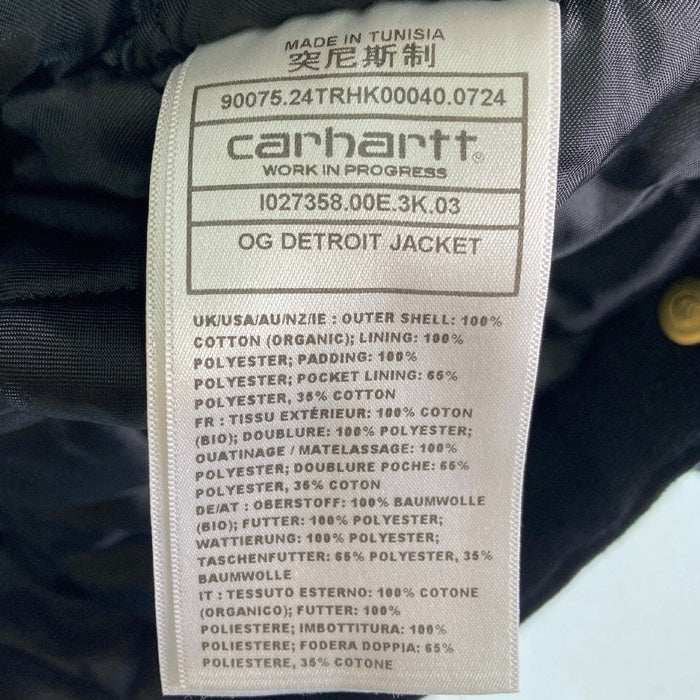 MADE IN TUNISIA
突尼斯制
90075.24TRHK00040.0724
carhartt®
WORK IN PROGRESS
I027358.00E.3K.03
OG DETROIT JACKET
UK/USA/AU/NZ/IE : OUTER SHELL: 100%
COTTON (ORGANIC); LINING: 100%
POLYESTER; PADDING: 100%
POLYESTER; POCKET LINING: 65%
POLYESTER, 35% COTTON
FR : TISSU EXTÉRIEUR: 100% COTON
(BIO); DOUBLURE: 100% POLYESTER;
OUATINAGE / MATELASSAGE: 100%
POLYESTER; DOUBLURE POCHE: 65%
POLYESTER, 35% COTON
DE/AT : OBERSTOFF: 100% BAUMWOLLE
(BIO); FUTTER: 100% POLYESTER;
WATTIERUNG: 100% POLYESTER;
TASCHENFUTTER: 65% POLYESTER, 35%
BAUMWOLLE
IT : TESSUTO ESTERNO: 100% COTONE
(ORGANICO); FUTTER: 100%
POLIESTERE; IMBOTTITURA: 100%
POLIESTERE; FODERA DOPPIA: 65%
POLIESTERE, 35% COTONE